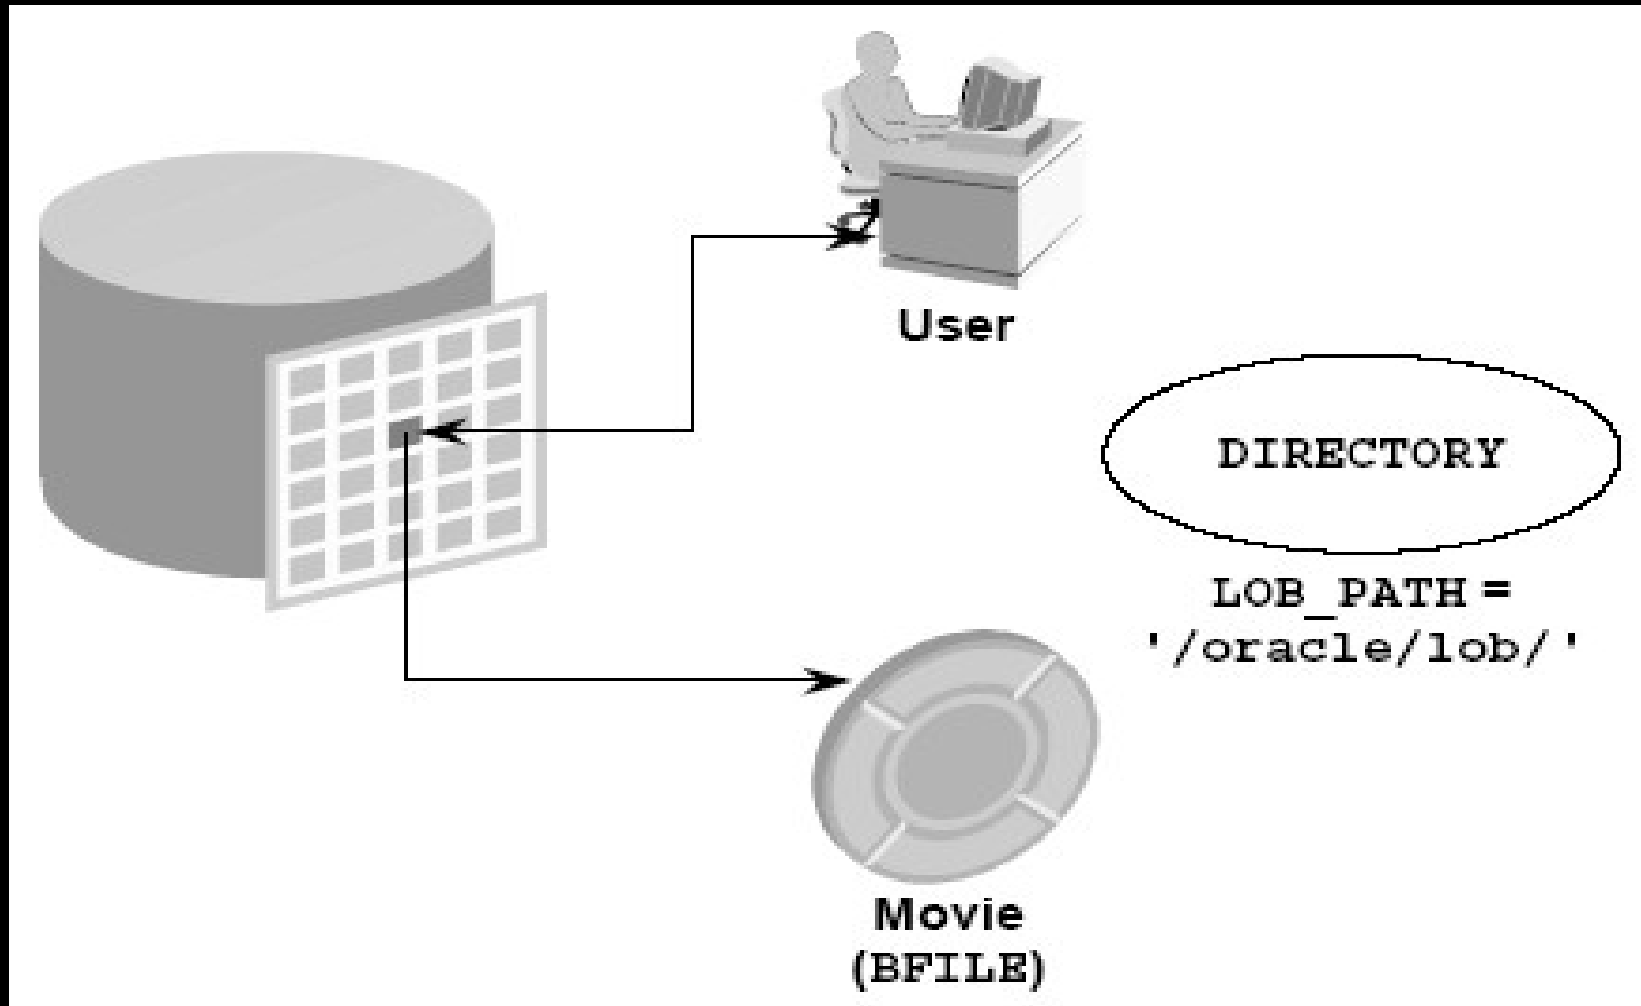 User
DIRECTORY
LOB_PATH =
'/oracle/lob/'
Movie
(BFILE)